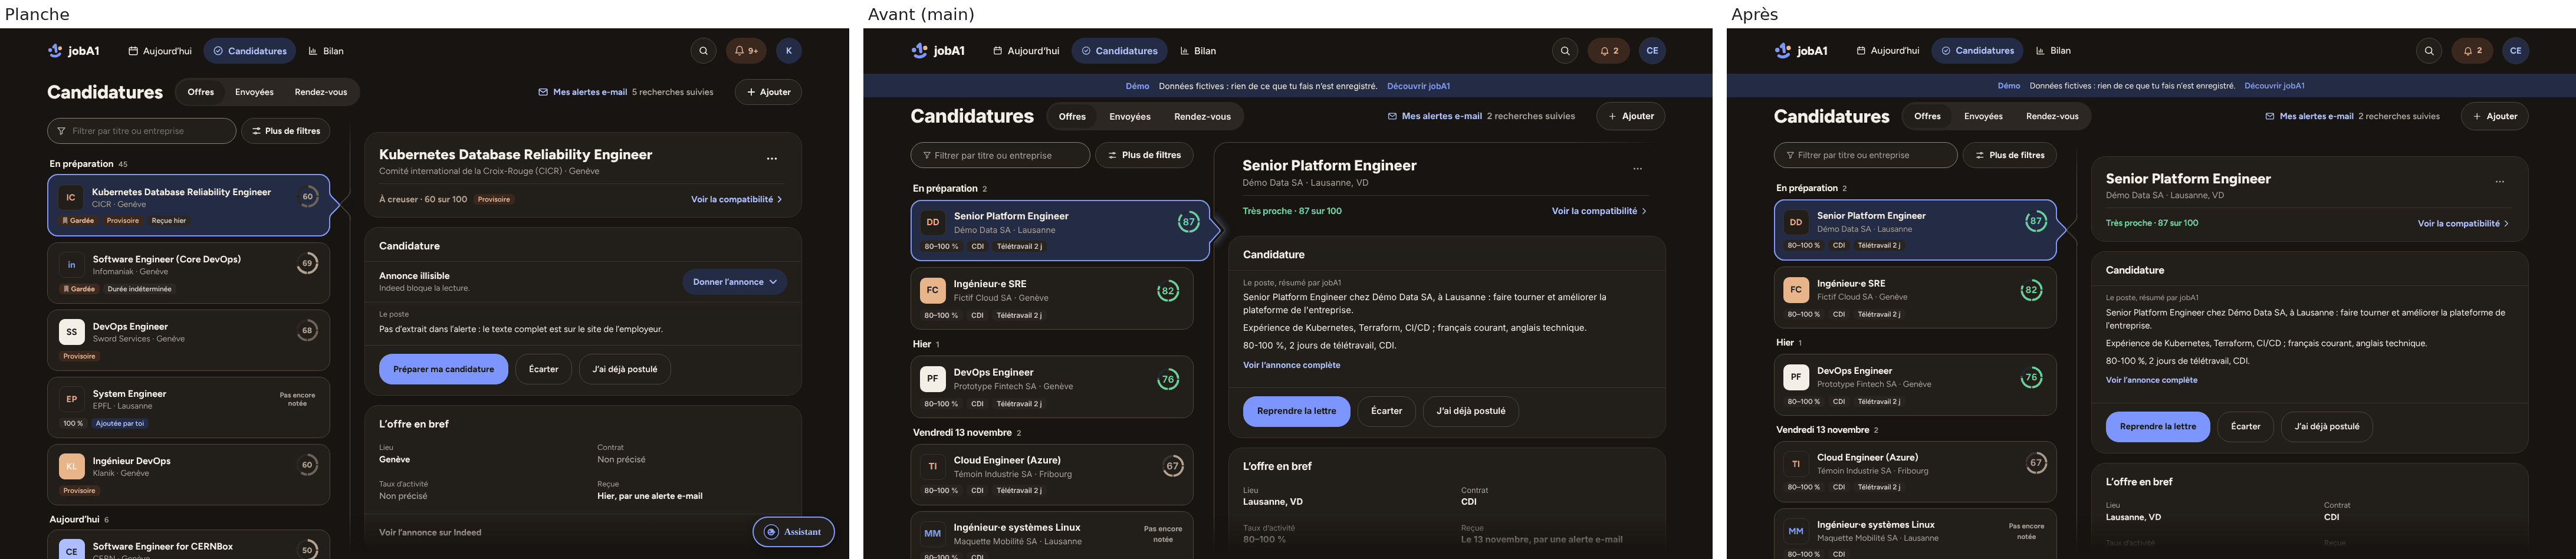 Planche
jobA1 Aujourd'hui Candidatures Bilan 9+ K
Candidatures Offres Envoyées Rendez-vous Mes alertes e-mail 5 recherches suivies + Ajouter
Filtrer par titre ou entreprise Plus de filtres
En préparation 45
IC Kubernetes Database Reliability Engineer 60
CICR · Genève
Gardée Provisoire Reçue hier
in Software Engineer (Core DevOps) 69
Infomaniak · Genève
Gardée Durée indéterminée
SS DevOps Engineer 68
Sword Services · Genève
Provisoire
EP System Engineer Pas encore notée
EPFL · Lausanne
100 % Ajoutée par toi
KL Ingénieur DevOps 60
Klanik · Genève
Provisoire
Aujourd'hui 6
CE Software Engineer for CERNBox 50
CERN · Genève
Kubernetes Database Reliability Engineer ···
Comité international de la Croix-Rouge (CICR) · Genève
À creuser · 60 sur 100 Provisoire Voir la compatibilité
Candidature
Annonce illisible
Indeed bloque la lecture.
Donner l'annonce
Le poste
Pas d'extrait dans l'alerte : le texte complet est sur le site de l'employeur.
Préparer ma candidature Écarter J'ai déjà postulé
L'offre en bref
Lieu Contrat
Genève Non précisé
Taux d'activité Reçue
Non précisé Hier, par une alerte e-mail
Voir l'annonce sur Indeed
Assistant
Avant (main)
jobA1 Aujourd'hui Candidatures Bilan 2 CE
Démo Données fictives : rien de ce que tu fais n'est enregistré. Découvrir jobA1
Candidatures Offres Envoyées Rendez-vous Mes alertes e-mail 2 recherches suivies + Ajouter
Filtrer par titre ou entreprise Plus de filtres
En préparation 2
DD Senior Platform Engineer 87
Démo Data SA · Lausanne
80–100 % CDI Télétravail 2 j
FC Ingénieur·e SRE 82
Fictif Cloud SA · Genève
80–100 % CDI Télétravail 2 j
Hier 1
PF DevOps Engineer 76
Prototype Fintech SA · Genève
80–100 % CDI Télétravail 2 j
Vendredi 13 novembre 2
TI Cloud Engineer (Azure) 67
Témoin Industrie SA · Fribourg
80–100 % CDI Télétravail 2 j
MM Ingénieur·e systèmes Linux Pas encore notée
Maquette Mobilité SA · Lausanne
80–100 % CDI
Senior Platform Engineer ···
Démo Data SA · Lausanne, VD
Très proche · 87 sur 100 Voir la compatibilité
Candidature
Le poste, résumé par jobA1
Senior Platform Engineer chez Démo Data SA, à Lausanne : faire tourner et améliorer la
plateforme de l'entreprise.
Expérience de Kubernetes, Terraform, CI/CD ; français courant, anglais technique.
80-100 %, 2 jours de télétravail, CDI.
Voir l'annonce complète
Reprendre la lettre Écarter J'ai déjà postulé
L'offre en bref
Lieu Contrat
Lausanne, VD CDI
Taux d'activité Reçue
80–100 % Le 13 novembre, par une alerte e-mail
Après
jobA1 Aujourd'hui Candidatures Bilan 2 CE
Démo Données fictives : rien de ce que tu fais n'est enregistré. Découvrir jobA1
Candidatures Offres Envoyées Rendez-vous Mes alertes e-mail 2 recherches suivies + Ajouter
Filtrer par titre ou entreprise Plus de filtres
En préparation 2
DD Senior Platform Engineer 87
Démo Data SA · Lausanne
80–100 % CDI Télétravail 2 j
FC Ingénieur·e SRE 82
Fictif Cloud SA · Genève
80–100 % CDI Télétravail 2 j
Hier 1
PF DevOps Engineer 76
Prototype Fintech SA · Genève
80–100 % CDI Télétravail 2 j
Vendredi 13 novembre 2
TI Cloud Engineer (Azure) 67
Témoin Industrie SA · Fribourg
80–100 % CDI Télétravail 2 j
MM Ingénieur·e systèmes Linux Pas encore notée
Maquette Mobilité SA · Lausanne
80–100 % CDI
Senior Platform Engineer ···
Démo Data SA · Lausanne, VD
Très proche · 87 sur 100 Voir la compatibilité
Candidature
Le poste, résumé par jobA1
Senior Platform Engineer chez Démo Data SA, à Lausanne : faire tourner et améliorer la plateforme de
l'entreprise.
Expérience de Kubernetes, Terraform, CI/CD ; français courant, anglais technique.
80-100 %, 2 jours de télétravail, CDI.
Voir l'annonce complète
Reprendre la lettre Écarter J'ai déjà postulé
L'offre en bref
Lieu Contrat
Lausanne, VD CDI
Taux d'activité Reçue